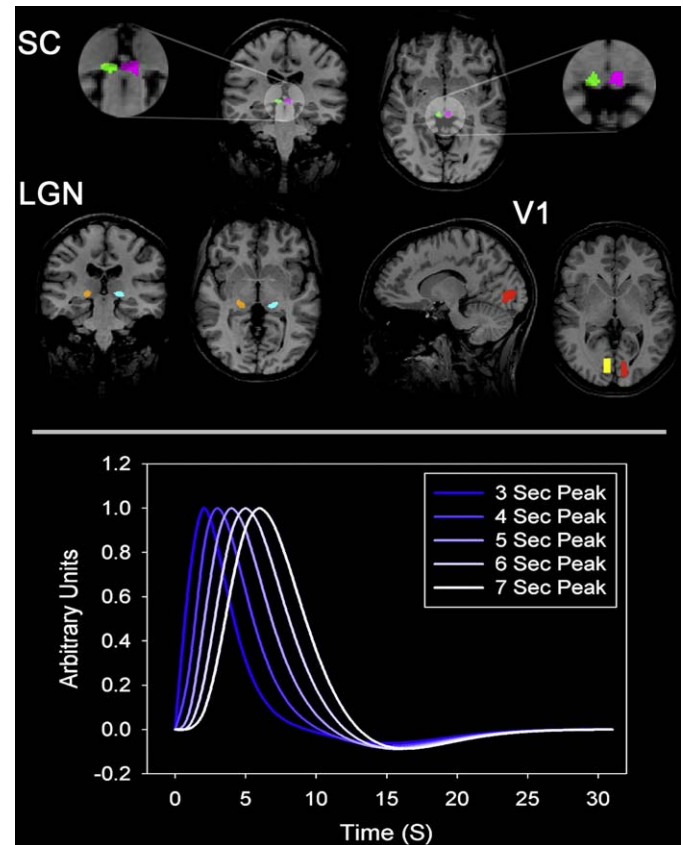 SC
LGN
V1
1.2
1.0
0.8
0.6
0.4
0.2
0.0
-0.2
Arbitrary Units
3 Sec Peak
4 Sec Peak
5 Sec Peak
6 Sec Peak
7 Sec Peak
0 5 10 15 20 25 30
Time (S)